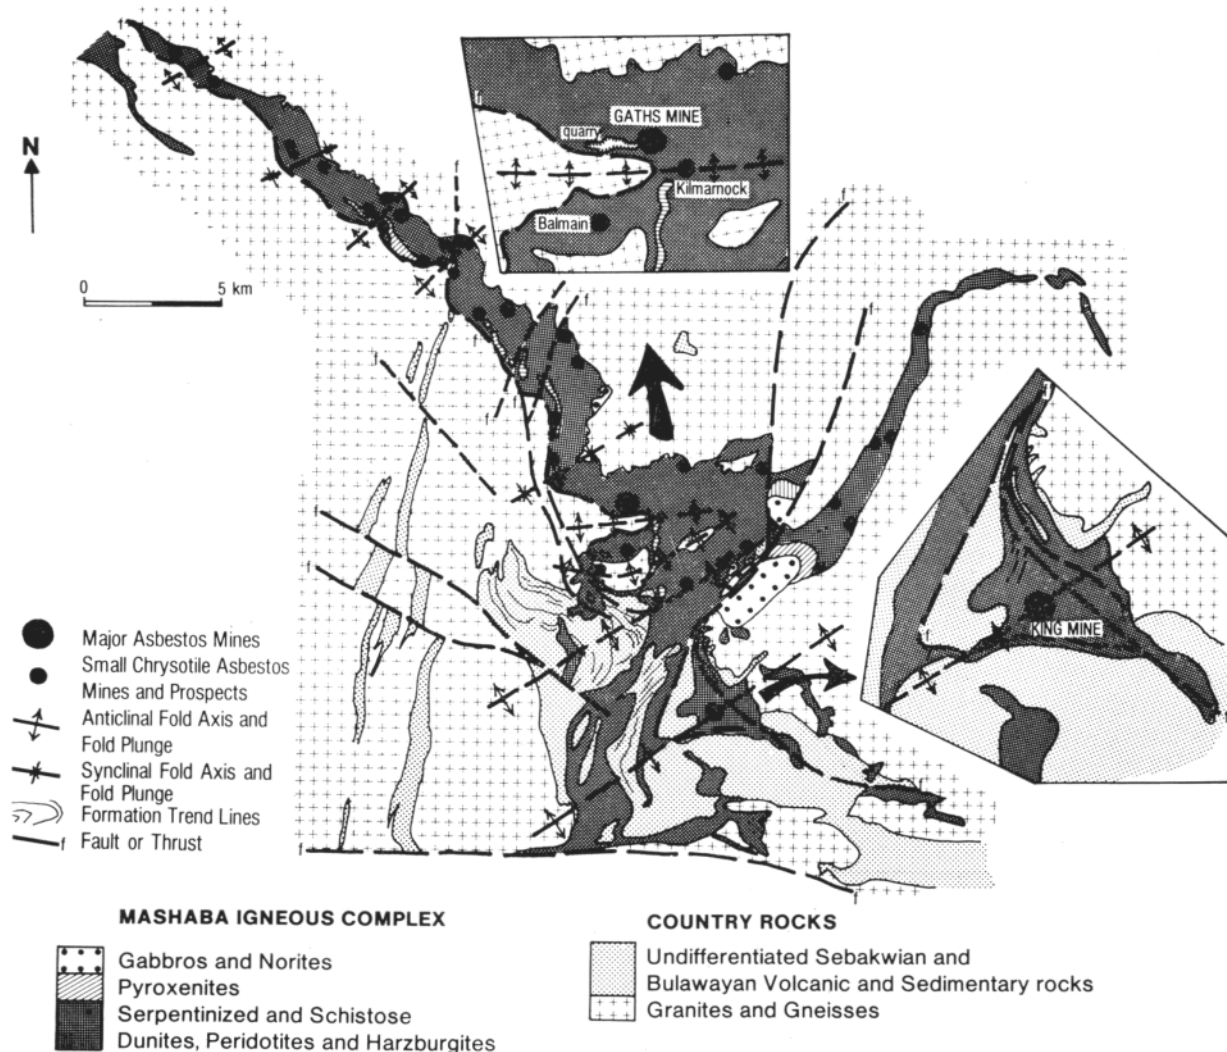 GATHS MINE
quarry
Kilmarnock
Balmain
N
0 5 km
KING MINE
Major Asbestos Mines
Small Chrysotile Asbestos
Mines and Prospects
Anticlinal Fold Axis and
Fold Plunge
Synclinal Fold Axis and
Fold Plunge
Formation Trend Lines
f Fault or Thrust
MASHABA IGNEOUS COMPLEX
Gabbros and Norites
Pyroxenites
Serpentinized and Schistose
Dunites, Peridotites and Harzburgites
COUNTRY ROCKS
Undifferentiated Sebakwian and
Bulawayan Volcanic and Sedimentary rocks
Granites and Gneisses